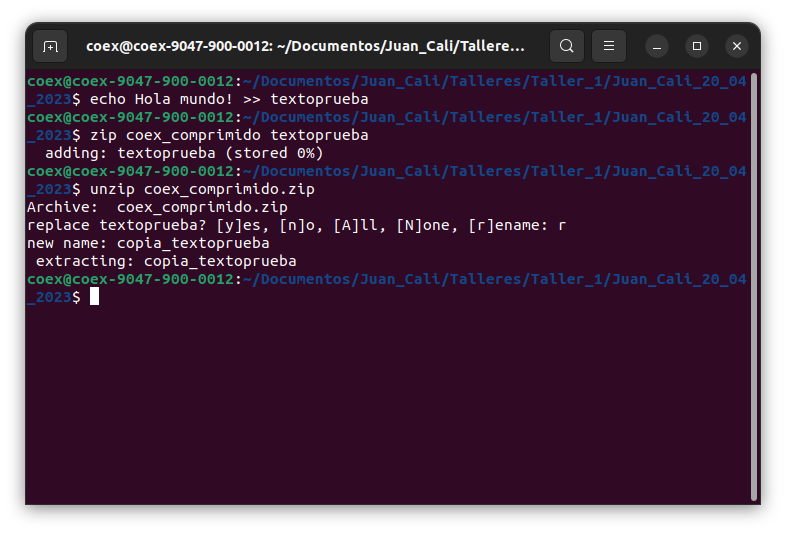 coex@coex-9047-900-0012: ~/Documentos/Juan_Cali/Tallere...
coex@coex-9047-900-0012:~/Documentos/Juan_Cali/Talleres/Taller_1/Juan_Cali_20_04
_2023$ echo Hola mundo! >> textoprueba
coex@coex-9047-900-0012:~/Documentos/Juan_Cali/Talleres/Taller_1/Juan_Cali_20_04
_2023$ zip coex_comprimido textoprueba
  adding: textoprueba (stored 0%)
coex@coex-9047-900-0012:~/Documentos/Juan_Cali/Talleres/Taller_1/Juan_Cali_20_04
_2023$ unzip coex_comprimido.zip
Archive:  coex_comprimido.zip
replace textoprueba? [y]es, [n]o, [A]ll, [N]one, [r]ename: r
new name: copia_textoprueba
 extracting: copia_textoprueba
coex@coex-9047-900-0012:~/Documentos/Juan_Cali/Talleres/Taller_1/Juan_Cali_20_04
_2023$